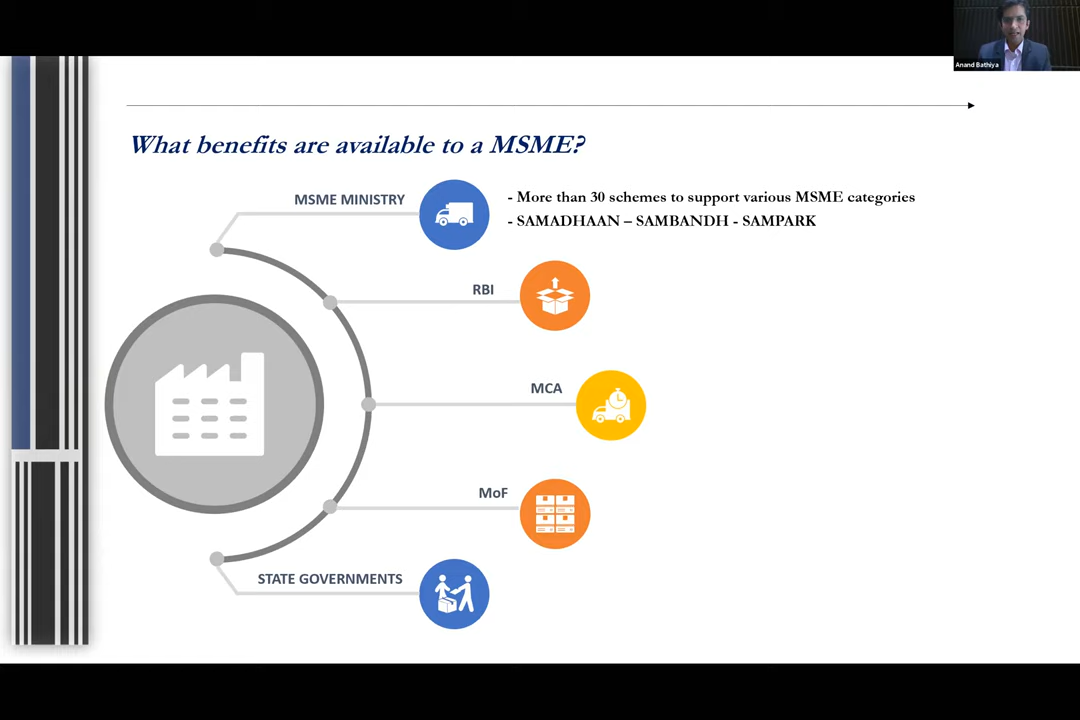 Anand Bathiya
What benefits are available to a MSME?
MSME MINISTRY
- More than 30 schemes to support various MSME categories
- SAMADHAAN – SAMBANDH - SAMPARK
RBI
MCA
MoF
STATE GOVERNMENTS